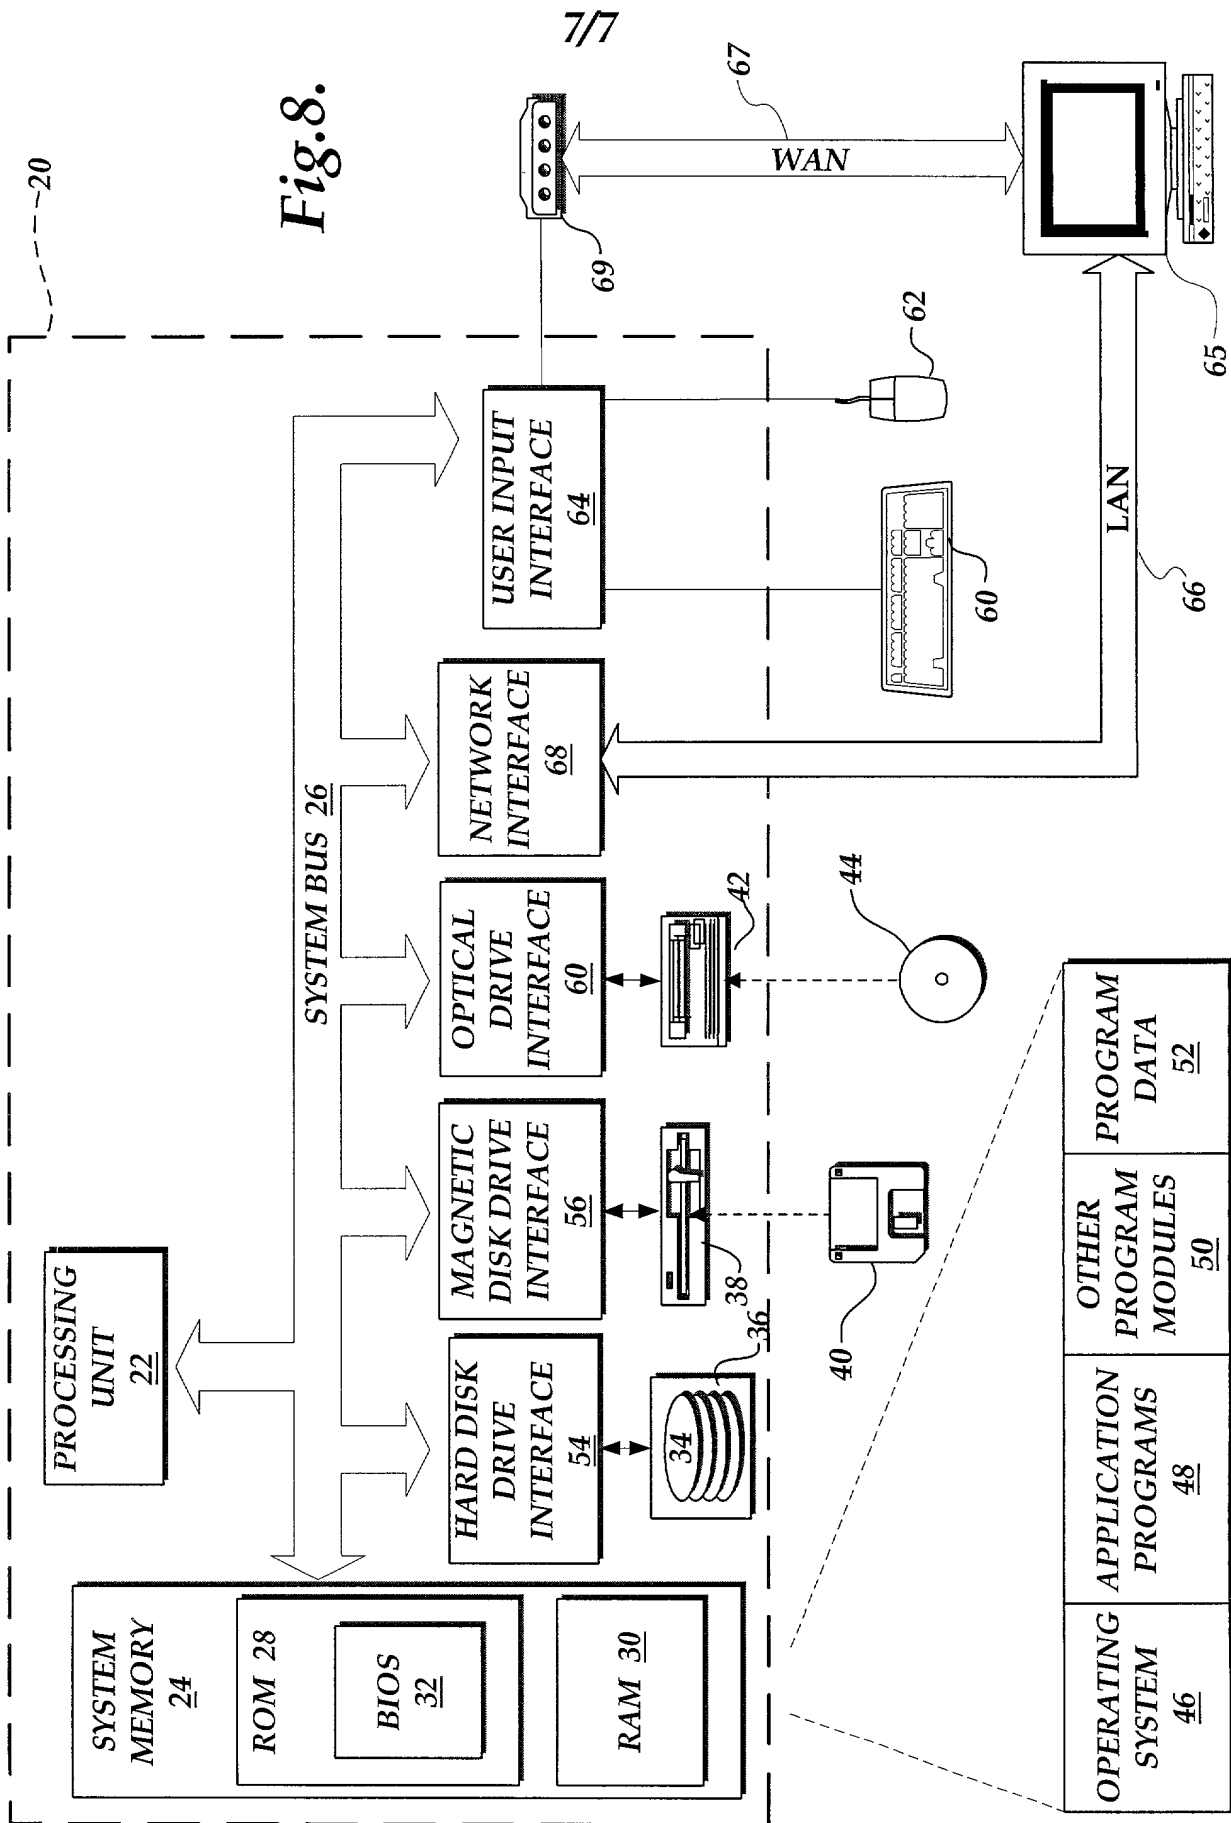 7/7
Fig.8.
20
SYSTEM
MEMORY
24
ROM 28
BIOS
32
RAM 30
PROCESSING
UNIT
22
SYSTEM BUS 26
HARD DISK
DRIVE
INTERFACE
54
MAGNETIC
DISK DRIVE
INTERFACE
56
OPTICAL
DRIVE
INTERFACE
60
NETWORK
INTERFACE
68
USER INPUT
INTERFACE
64
34
36
38
42
40
44
60
62
69
67
WAN
LAN
66
65
OPERATING
SYSTEM
46
APPLICATION
PROGRAMS
48
OTHER
PROGRAM
MODULES
50
PROGRAM
DATA
52